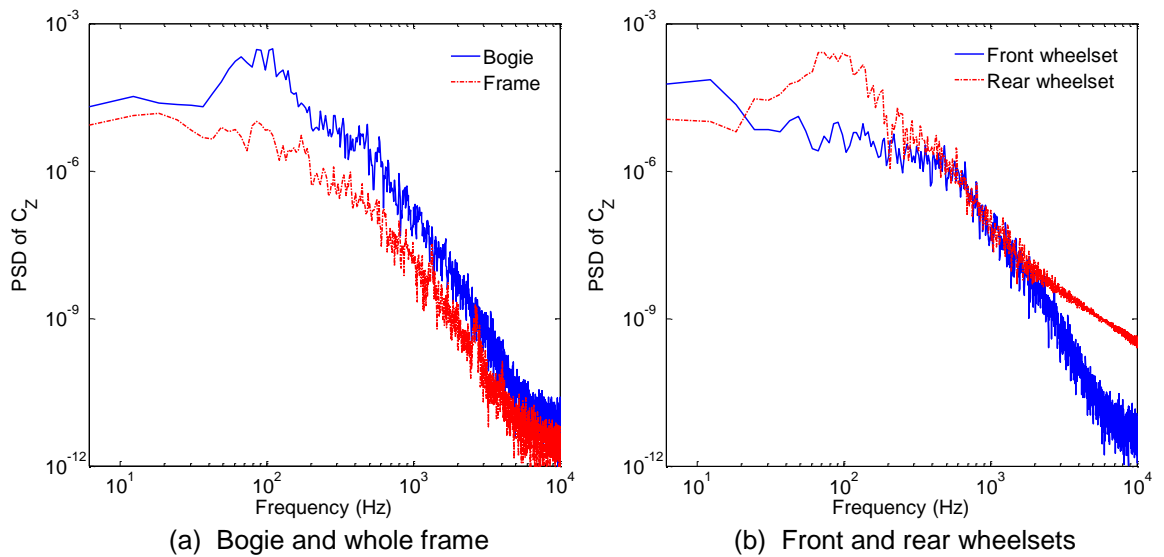 10^-3
10^-6
10^-9
10^-12
PSD of C_Z
Bogie
Frame
10^1
10^2
10^3
10^4
Frequency (Hz)
(a) Bogie and whole frame
10^-3
10^-6
10^-9
10^-12
PSD of C_Z
Front wheelset
Rear wheelset
10^1
10^2
10^3
10^4
Frequency (Hz)
(b) Front and rear wheelsets